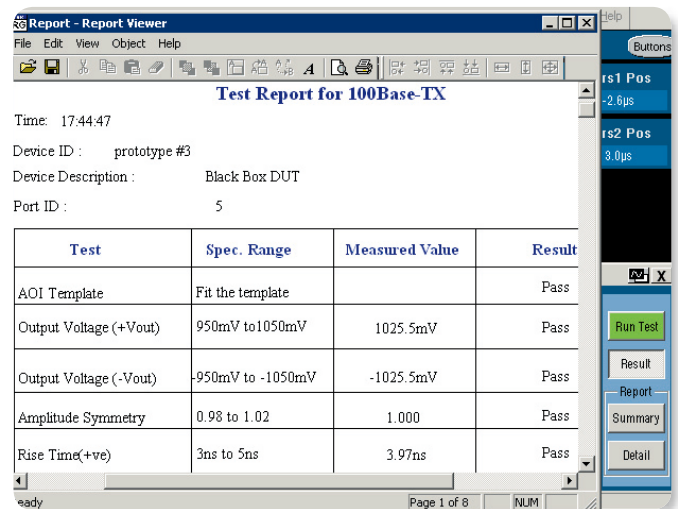 Report - Report Viewer
File Edit View Object Help
Test Report for 100Base-TX
Time: 17:44:47
Device ID : prototype #3
Device Description : Black Box DUT
Port ID : 5
Test Spec. Range Measured Value Result
AOI Template Fit the template Pass
Output Voltage (+Vout) 950mV to1050mV 1025.5mV Pass
Output Voltage (-Vout) -950mV to -1050mV -1025.5mV Pass
Amplitude Symmetry 0.98 to 1.02 1.000 Pass
Rise Time(+ve) 3ns to 5ns 3.97ns Pass
eady Page 1 of 8 NUM
Help
Buttons
rs1 Pos
-2.6µs
rs2 Pos
3.0µs
X
Run Test
Result
Report
Summary
Detail